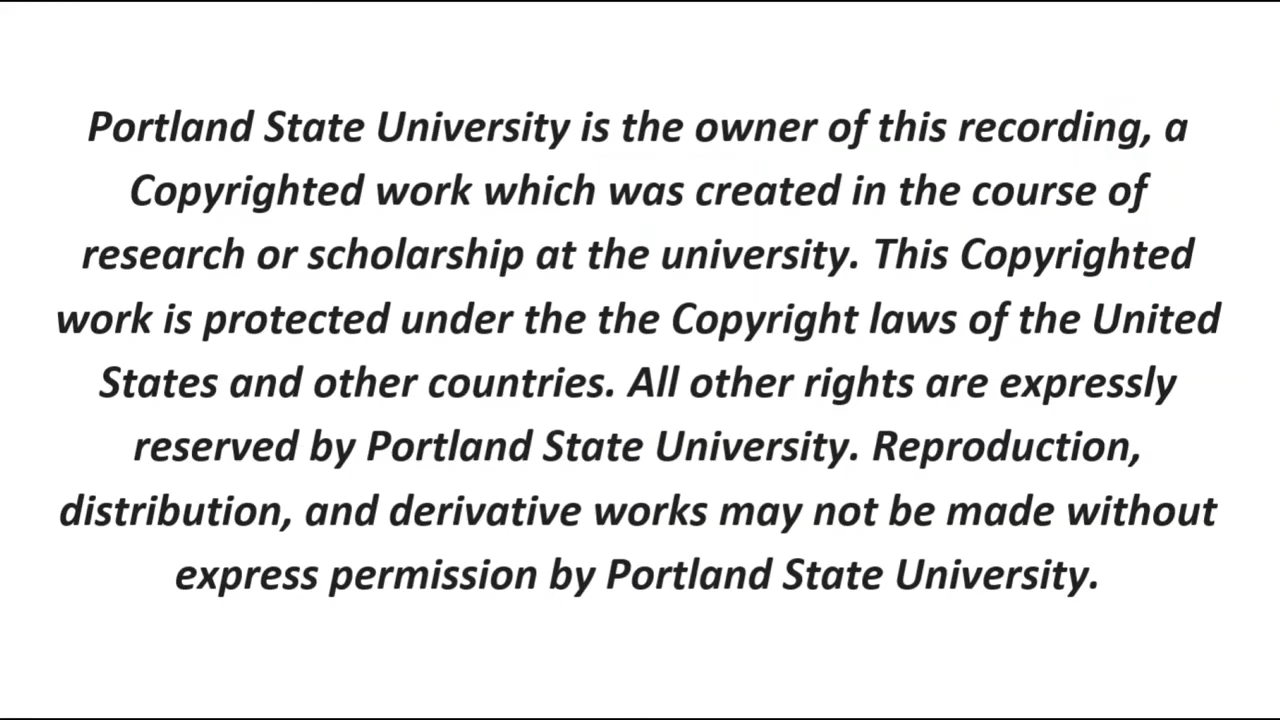 Portland State University is the owner of this recording, a
Copyrighted work which was created in the course of
research or scholarship at the university. This Copyrighted
work is protected under the the Copyright laws of the United
States and other countries. All other rights are expressly
reserved by Portland State University. Reproduction,
distribution, and derivative works may not be made without
express permission by Portland State University.